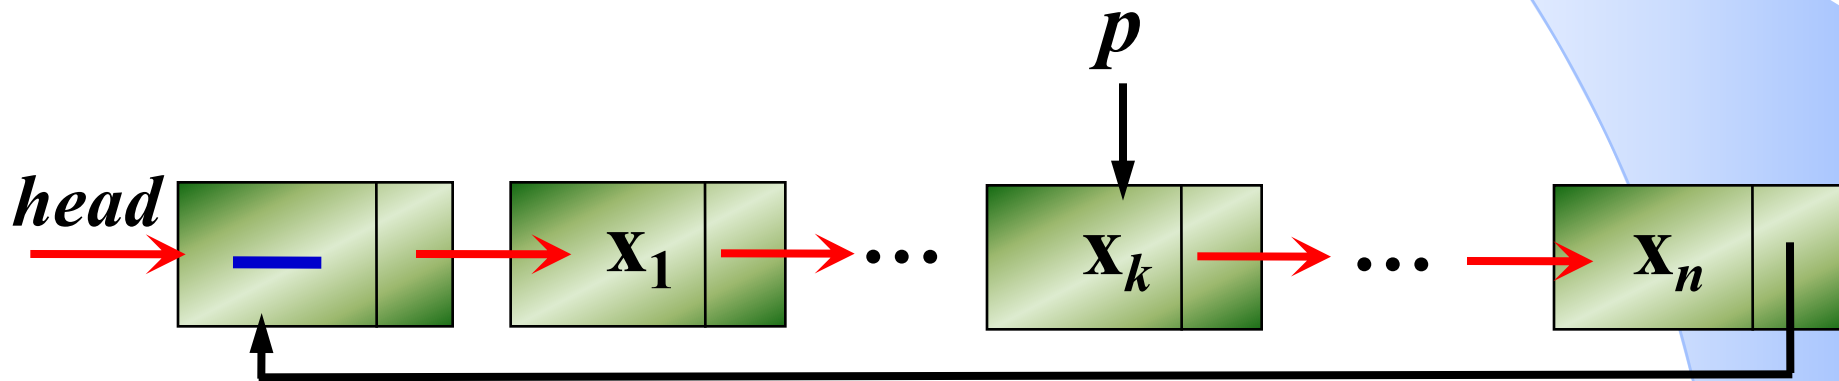 p
head
x₁ … xₖ … xₙ